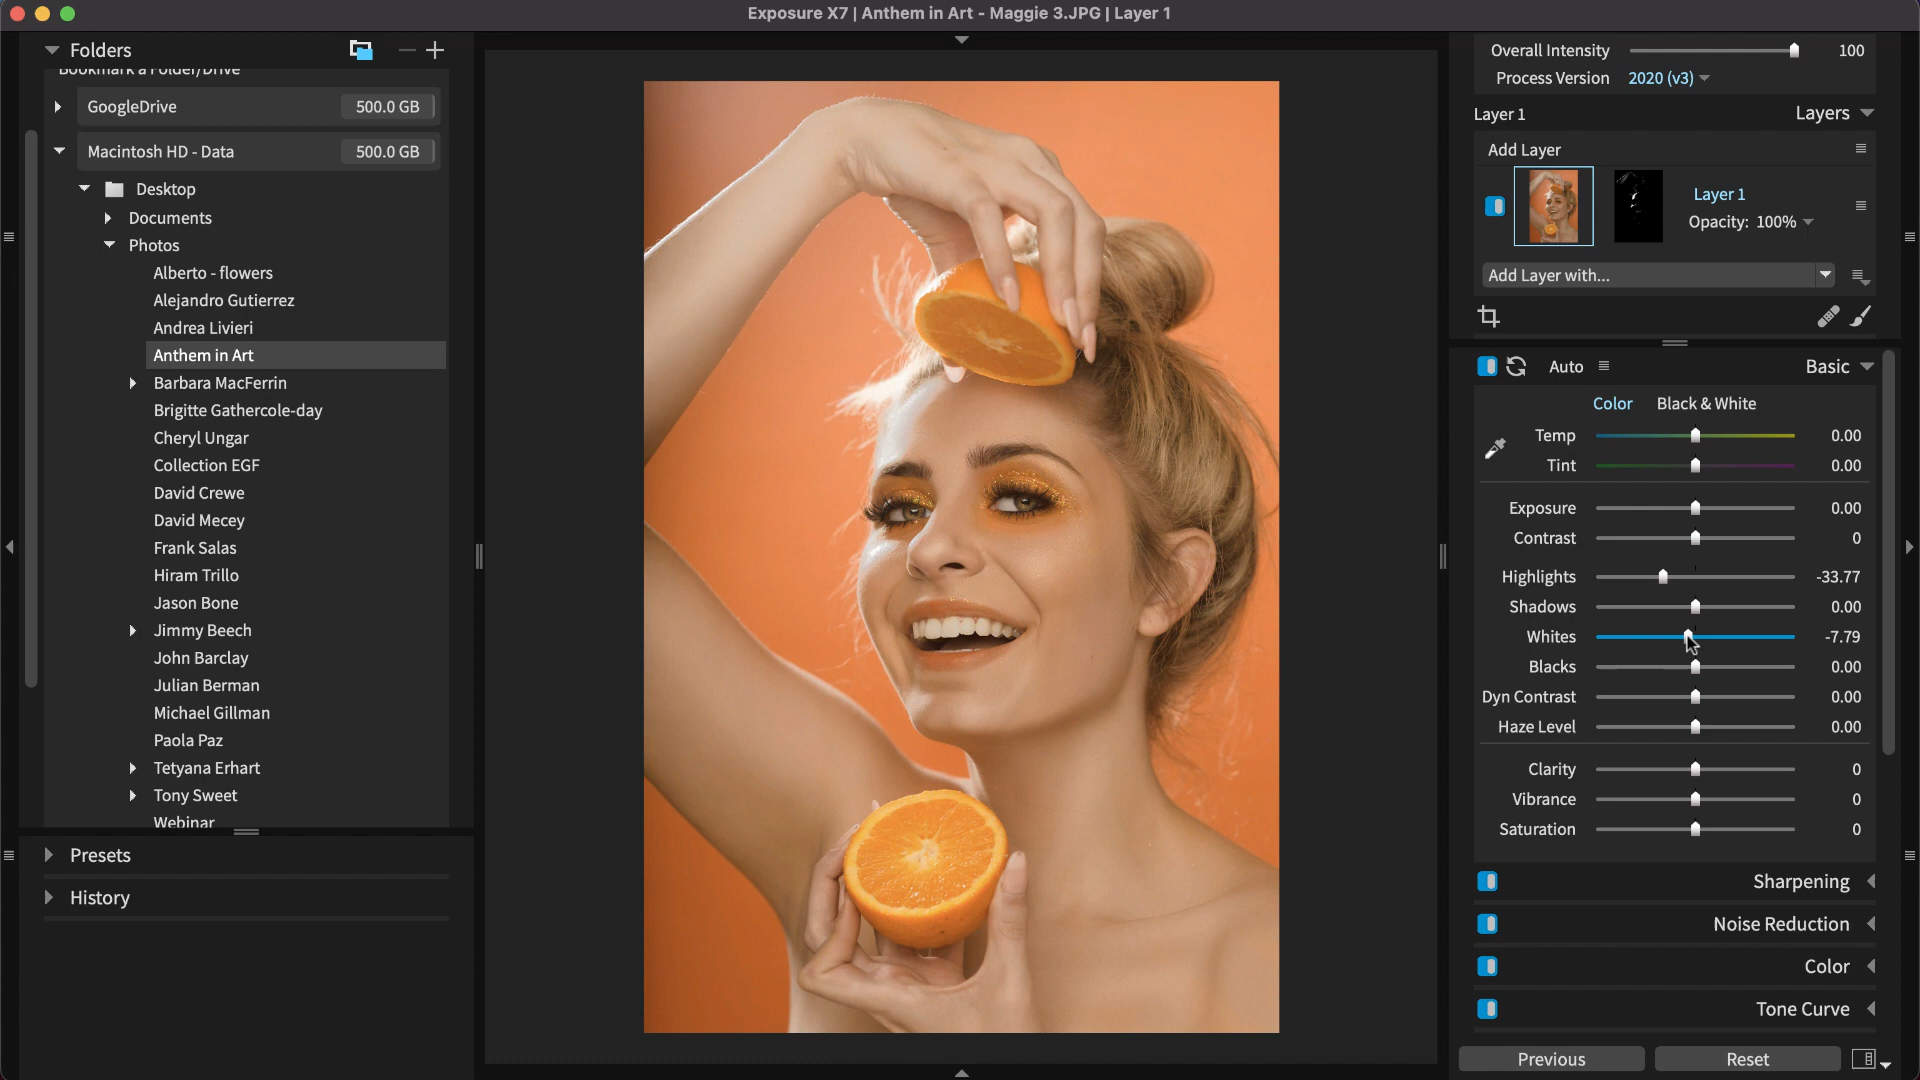 Exposure X7 | Anthem in Art - Maggie 3.JPG | Layer 1
Folders
Bookmark a Folder/Drive
GoogleDrive 500.0 GB
Macintosh HD - Data 500.0 GB
Desktop
Documents
Photos
Alberto - flowers
Alejandro Gutierrez
Andrea Livieri
Anthem in Art
Barbara MacFerrin
Brigitte Gathercole-day
Cheryl Ungar
Collection EGF
David Crewe
David Mecey
Frank Salas
Hiram Trillo
Jason Bone
Jimmy Beech
John Barclay
Julian Berman
Michael Gillman
Paola Paz
Tetyana Erhart
Tony Sweet
Webinar
Presets
History
Overall Intensity 100
Process Version 2020 (v3)
Layer 1 Layers
Add Layer
Layer 1
Opacity: 100%
Add Layer with...
Auto Basic
Color Black & White
Temp 0.00
Tint 0.00
Exposure 0.00
Contrast 0
Highlights -33.77
Shadows 0.00
Whites -7.79
Blacks 0.00
Dyn Contrast 0.00
Haze Level 0.00
Clarity 0
Vibrance 0
Saturation 0
Sharpening
Noise Reduction
Color
Tone Curve
Previous Reset